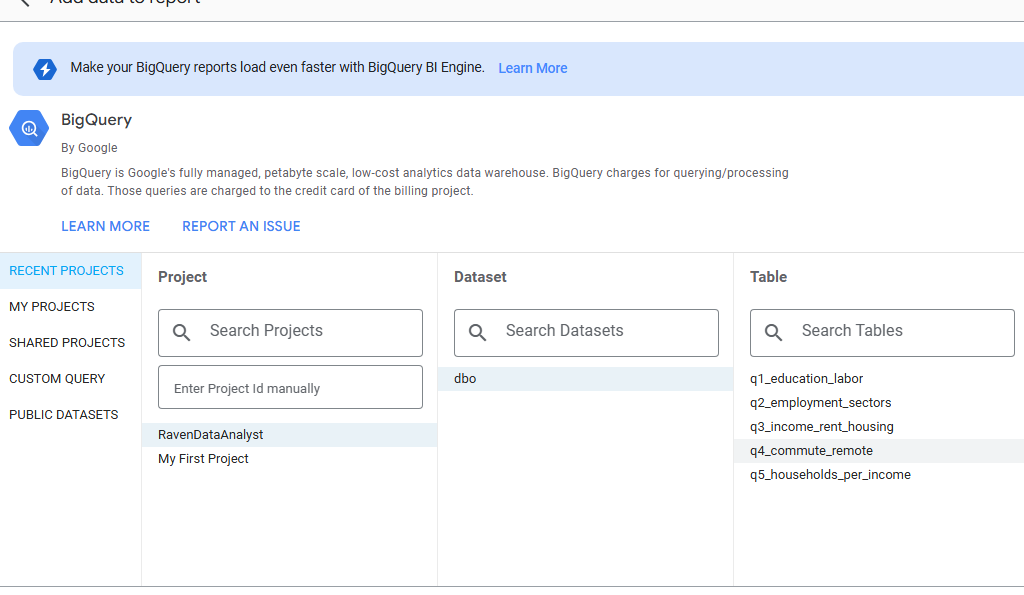 Add data to report
Make your BigQuery reports load even faster with BigQuery BI Engine. Learn More
BigQuery
By Google
BigQuery is Google's fully managed, petabyte scale, low-cost analytics data warehouse. BigQuery charges for querying/processing
of data. Those queries are charged to the credit card of the billing project.
LEARN MORE REPORT AN ISSUE
RECENT PROJECTS
MY PROJECTS
SHARED PROJECTS
CUSTOM QUERY
PUBLIC DATASETS
Project
Search Projects
Enter Project Id manually
RavenDataAnalyst
My First Project
Dataset
Search Datasets
dbo
Table
Search Tables
q1_education_labor
q2_employment_sectors
q3_income_rent_housing
q4_commute_remote
q5_households_per_income